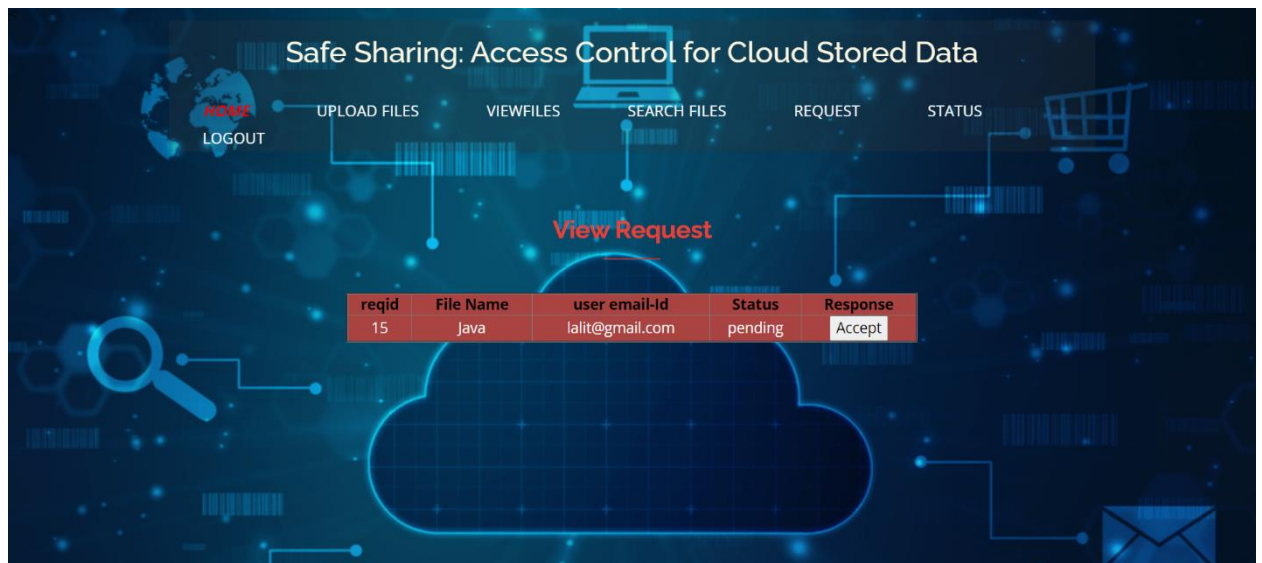 Safe Sharing: Access Control for Cloud Stored Data
HOME UPLOAD FILES VIEWFILES SEARCH FILES REQUEST STATUS
LOGOUT
View Request
reqid File Name user email-Id Status Response
15 Java lalit@gmail.com pending Accept